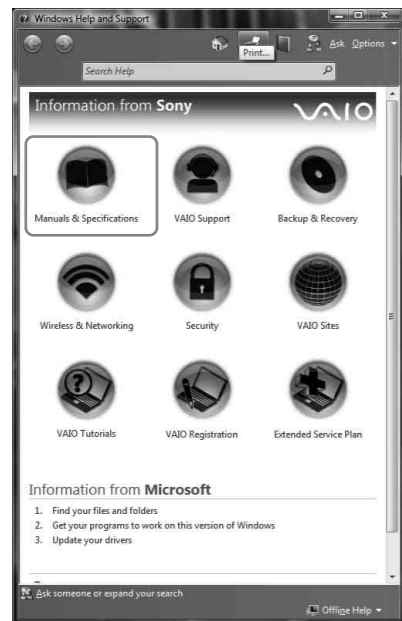 Windows Help and Support
Ask Options
Print...
Search Help
Information from Sony VAIO
Manuals & Specifications VAIO Support Backup & Recovery
Wireless & Networking Security VAIO Sites
VAIO Tutorials VAIO Registration Extended Service Plan
Information from Microsoft
1. Find your files and folders
2. Get your programs to work on this version of Windows
3. Update your drivers
Ask someone or expand your search
Offline Help